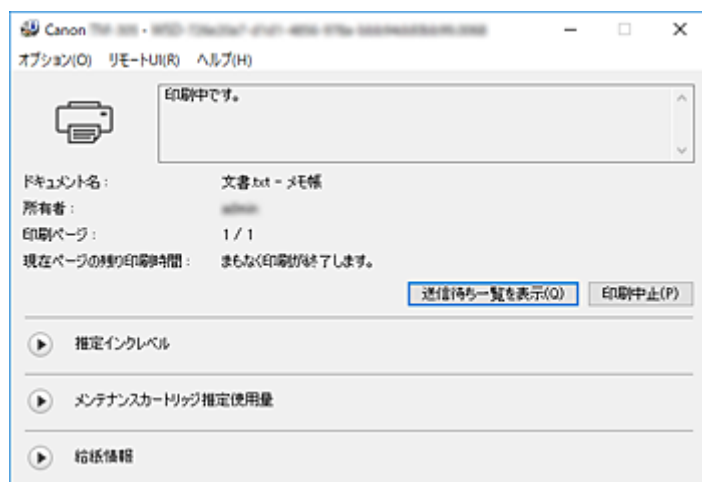 Canon
オプション(O) リモートUI(R) ヘルプ(H)
印刷中です。
ドキュメント名 : 文書.txt - メモ帳
所有者 :
印刷ページ : 1 / 1
現在ページの残り印刷時間 : まもなく印刷が終了します。
送信待ち一覧を表示(Q) 印刷中止(P)
推定インクレベル
メンテナンスカートリッジ推定使用量
給紙情報